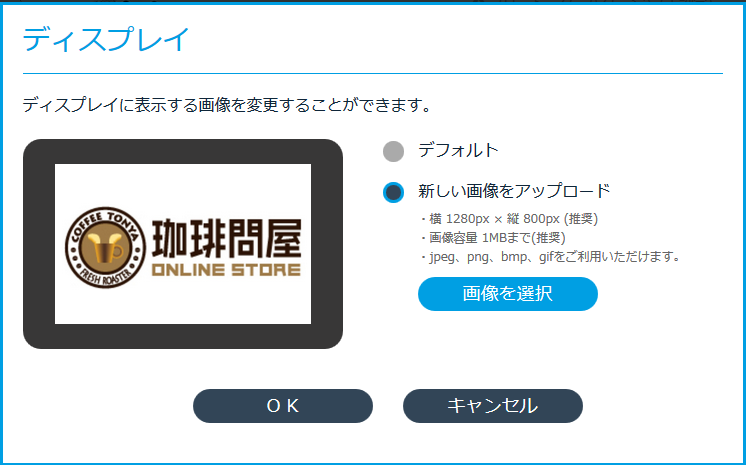 ディスプレイ
ディスプレイに表示する画像を変更することができます。
COFFEE TONYA
FRESH ROASTER
珈琲問屋
ONLINE STORE
デフォルト
新しい画像をアップロード
・横 1280px × 縦 800px (推奨)
・画像容量 1MBまで(推奨)
・jpeg、png、bmp、gifをご利用いただけます。
画像を選択
ＯＫ
キャンセル